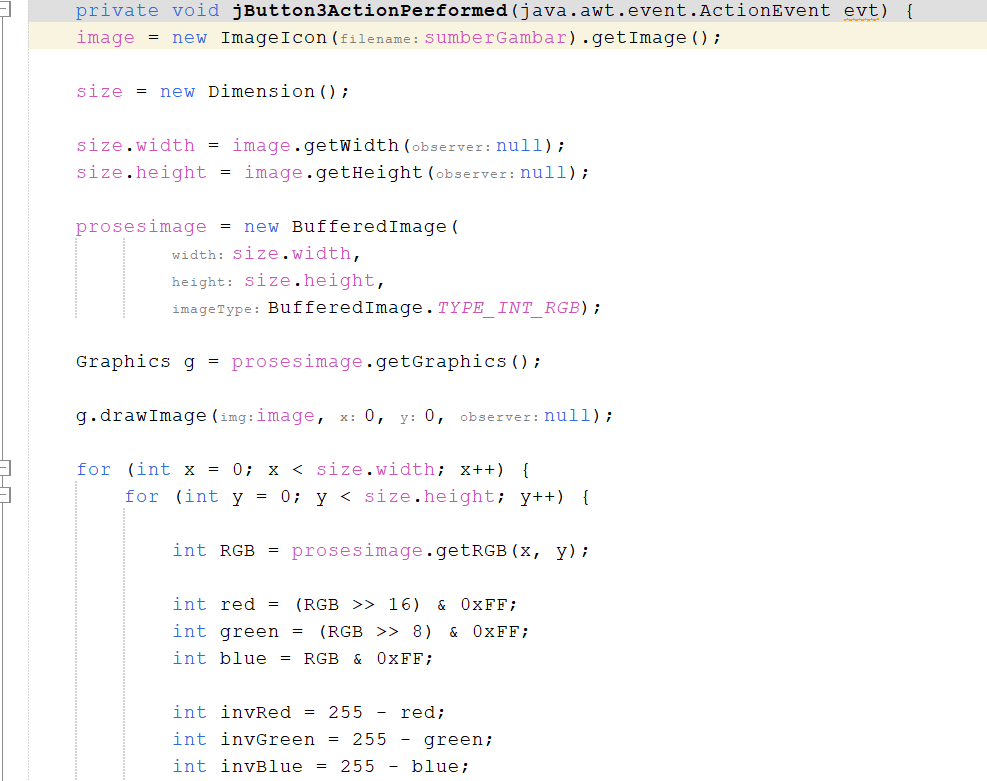 private void jButton3ActionPerformed(java.awt.event.ActionEvent evt) {
image = new ImageIcon(filename: sumberGambar).getImage();
size = new Dimension();
size.width = image.getWidth(observer: null);
size.height = image.getHeight(observer: null);
prosesimage = new BufferedImage(
width: size.width,
height: size.height,
imageType: BufferedImage.TYPE_INT_RGB);
Graphics g = prosesimage.getGraphics();
g.drawImage(img: image, x: 0, y: 0, observer: null);
for (int x = 0; x < size.width; x++) {
for (int y = 0; y < size.height; y++) {
int RGB = prosesimage.getRGB(x, y);
int red = (RGB >> 16) & 0xFF;
int green = (RGB >> 8) & 0xFF;
int blue = RGB & 0xFF;
int invRed = 255 - red;
int invGreen = 255 - green;
int invBlue = 255 - blue;